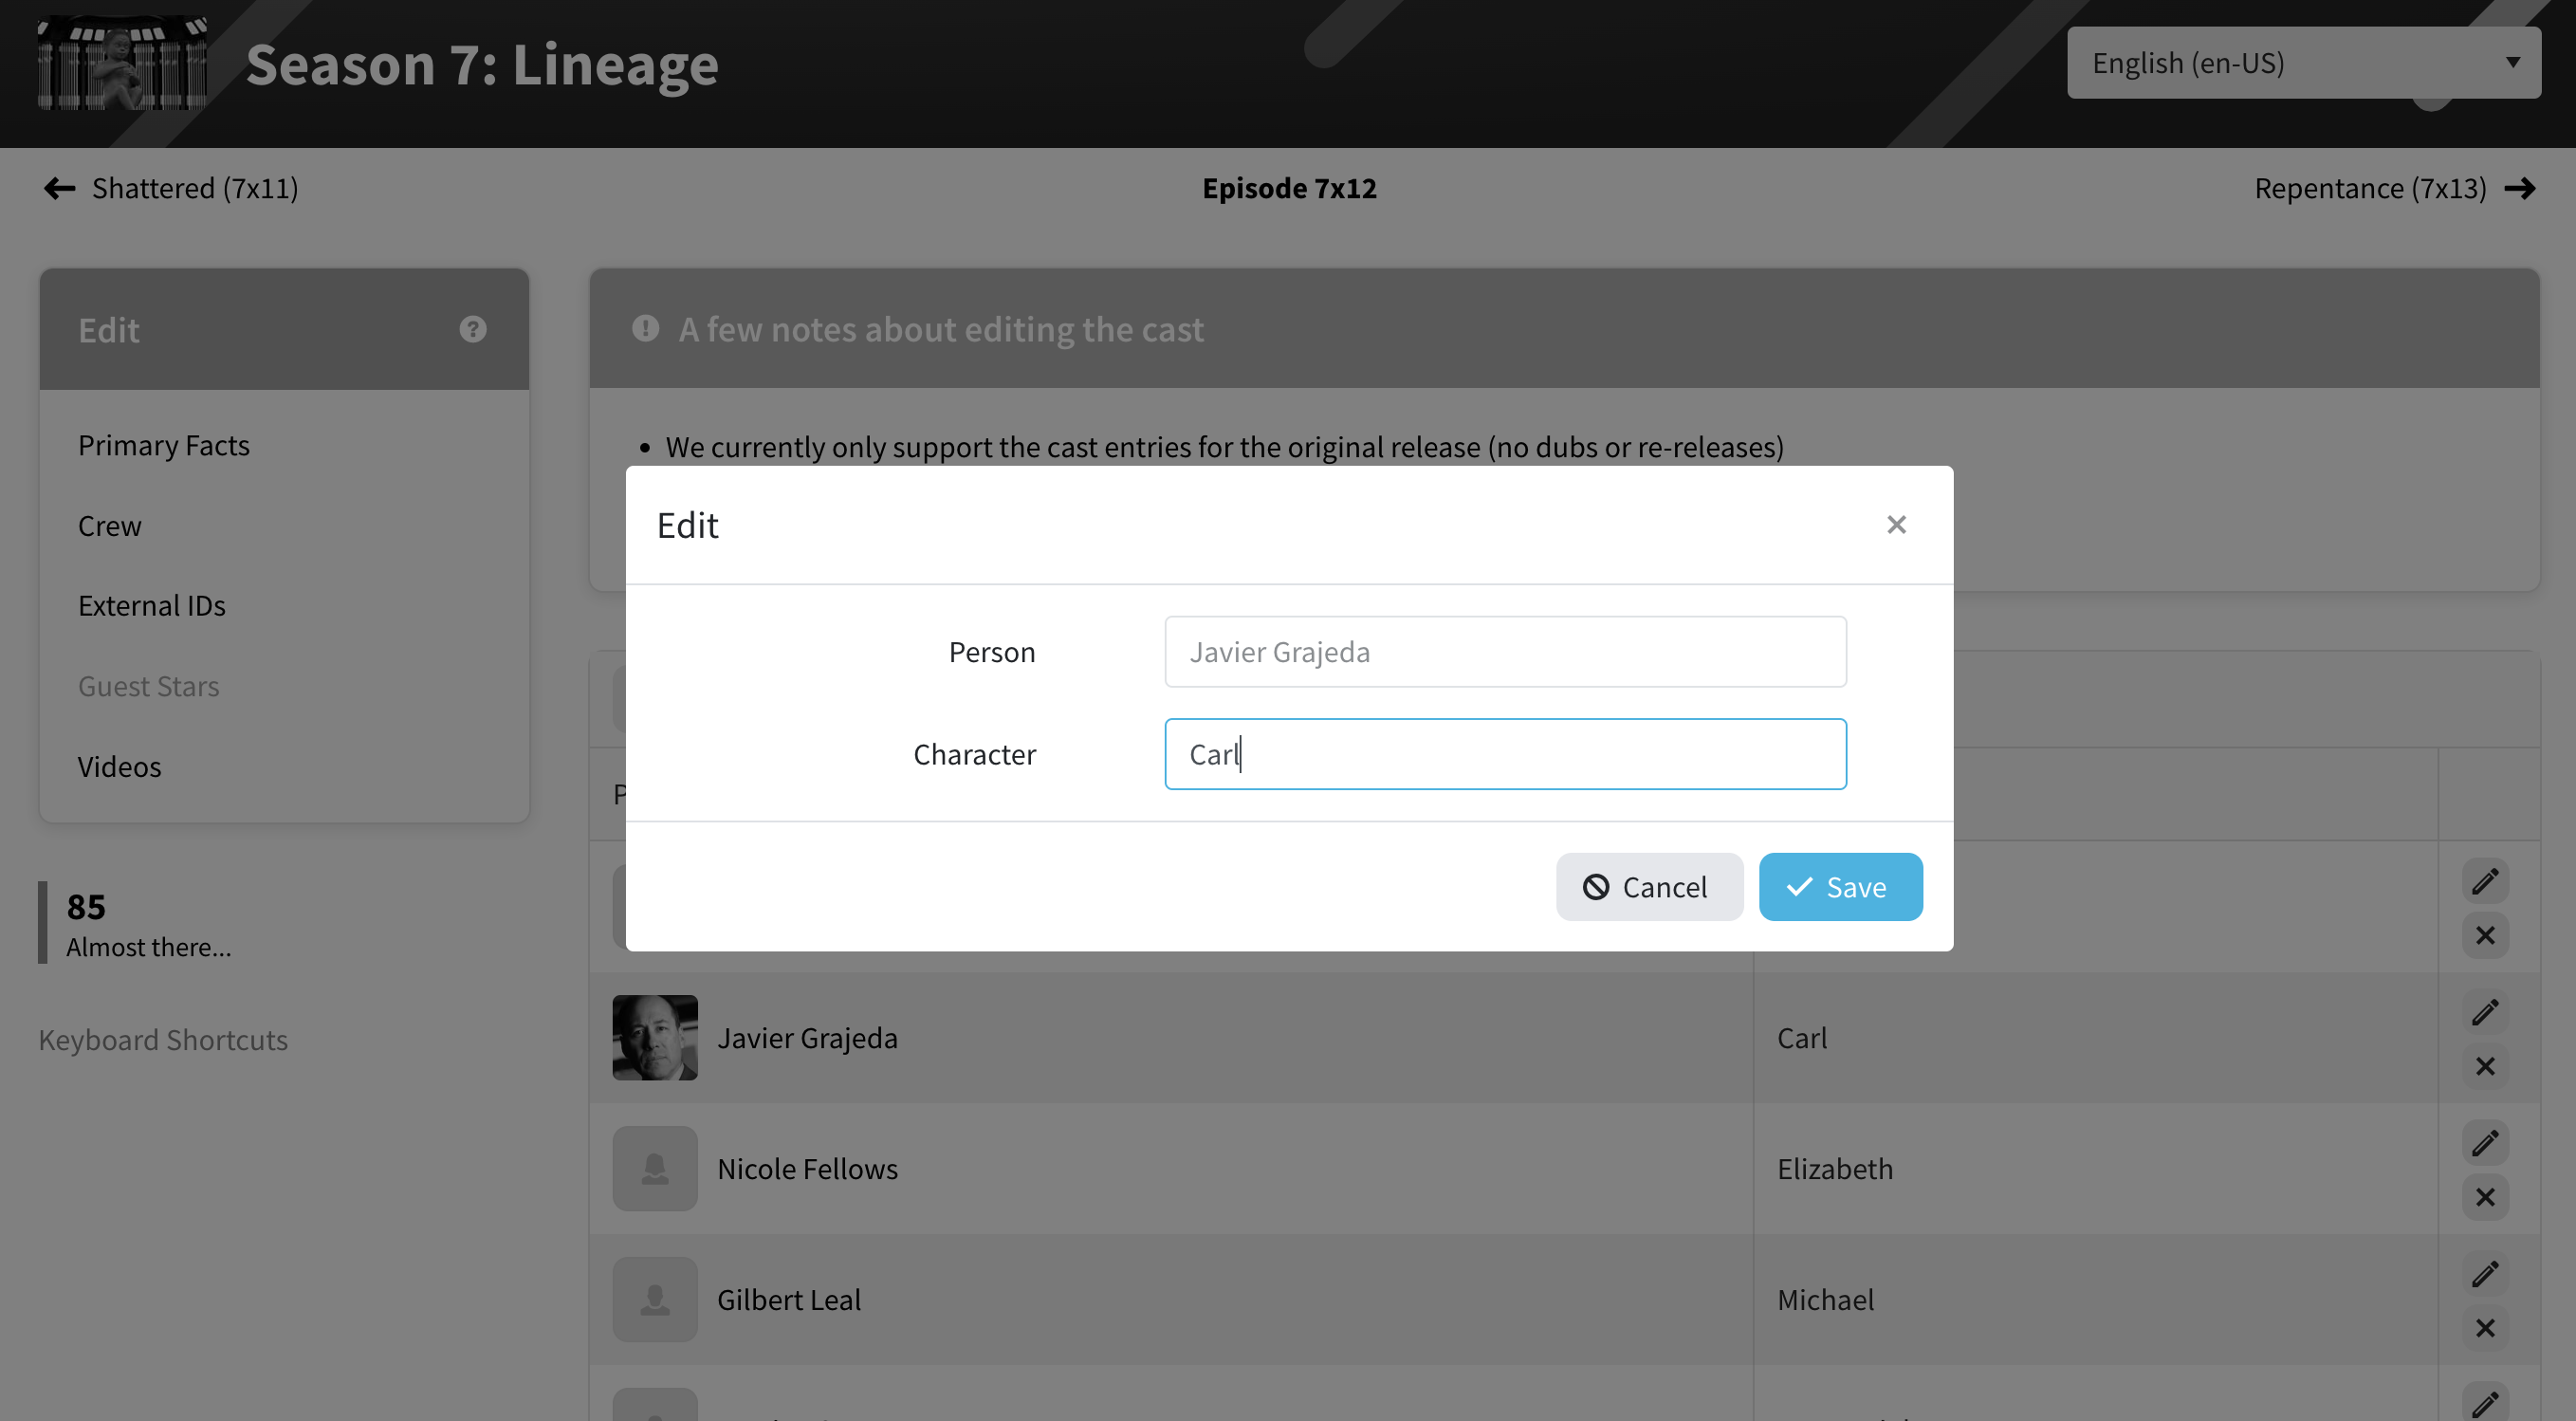 Season 7: Lineage
English (en-US)
Shattered (7x11)
Episode 7x12
Repentance (7x13)
Edit
A few notes about editing the cast
Primary Facts
Crew
External IDs
Guest Stars
Videos
We currently only support the cast entries for the original release (no dubs or re-releases)
Edit
Person
Javier Grajeda
Character
Carl
Cancel
Save
85
Almost there...
Keyboard Shortcuts
Javier Grajeda
Carl
Nicole Fellows
Elizabeth
Gilbert Leal
Michael